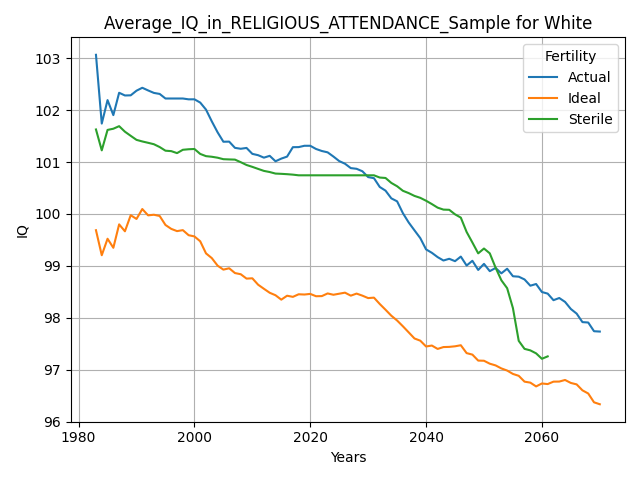 Average_IQ_in_RELIGIOUS_ATTENDANCE_Sample for White
Fertility
Actual
Ideal
Sterile
IQ
103
102
101
100
99
98
97
96
1980
2000
2020
2040
2060
Years